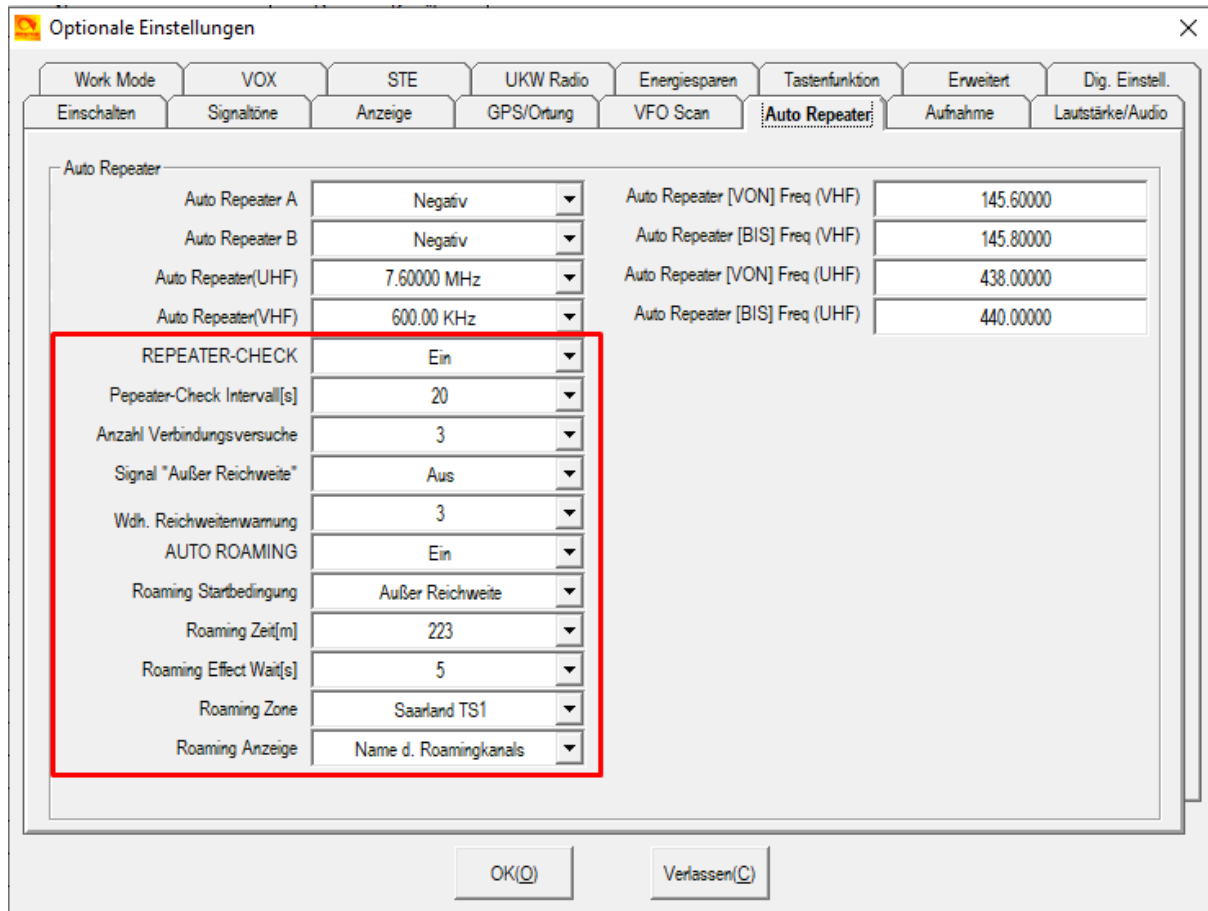 Optionale Einstellungen
Work Mode VOX STE UKW Radio Energiesparen Tastenfunktion Erweitert Dig. Einstell.
Einschalten Signaltöne Anzeige GPS/Ortung VFO Scan Auto Repeater Aufnahme Lautstärke/Audio
Auto Repeater
Auto Repeater A Negativ Auto Repeater [VON] Freq (VHF) 145.60000
Auto Repeater B Negativ Auto Repeater [BIS] Freq (VHF) 145.80000
Auto Repeater(UHF) 7.60000 MHz Auto Repeater [VON] Freq (UHF) 438.00000
Auto Repeater(VHF) 600.00 KHz Auto Repeater [BIS] Freq (UHF) 440.00000
REPEATER-CHECK Ein
Pepeater-Check Intervall[s] 20
Anzahl Verbindungsversuche 3
Signal "Außer Reichweite" Aus
Wdh. Reichweitenwarnung 3
AUTO ROAMING Ein
Roaming Startbedingung Außer Reichweite
Roaming Zeit[m] 223
Roaming Effect Wait[s] 5
Roaming Zone Saarland TS1
Roaming Anzeige Name d. Roamingkanals
OK(O) Verlassen(C)